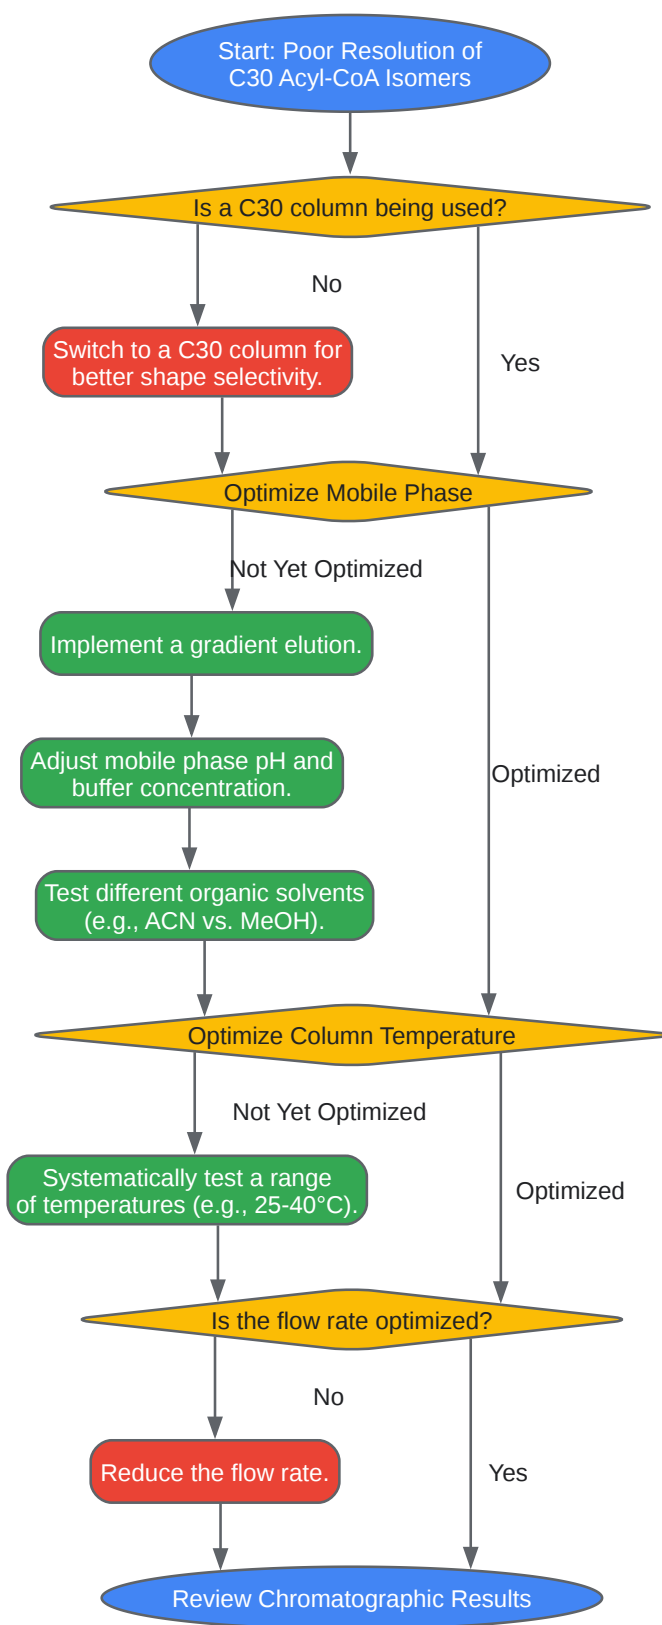 Start: Poor Resolution of
C30 Acyl-CoA Isomers
Is a C30 column being used?
No
Switch to a C30 column for
better shape selectivity.
Yes
Optimize Mobile Phase
Not Yet Optimized
Implement a gradient elution.
Adjust mobile phase pH and
buffer concentration.
Optimized
Test different organic solvents
(e.g., ACN vs. MeOH).
Optimize Column Temperature
Not Yet Optimized
Systematically test a range
of temperatures (e.g., 25-40°C).
Optimized
Is the flow rate optimized?
No
Reduce the flow rate.
Yes
Review Chromatographic Results